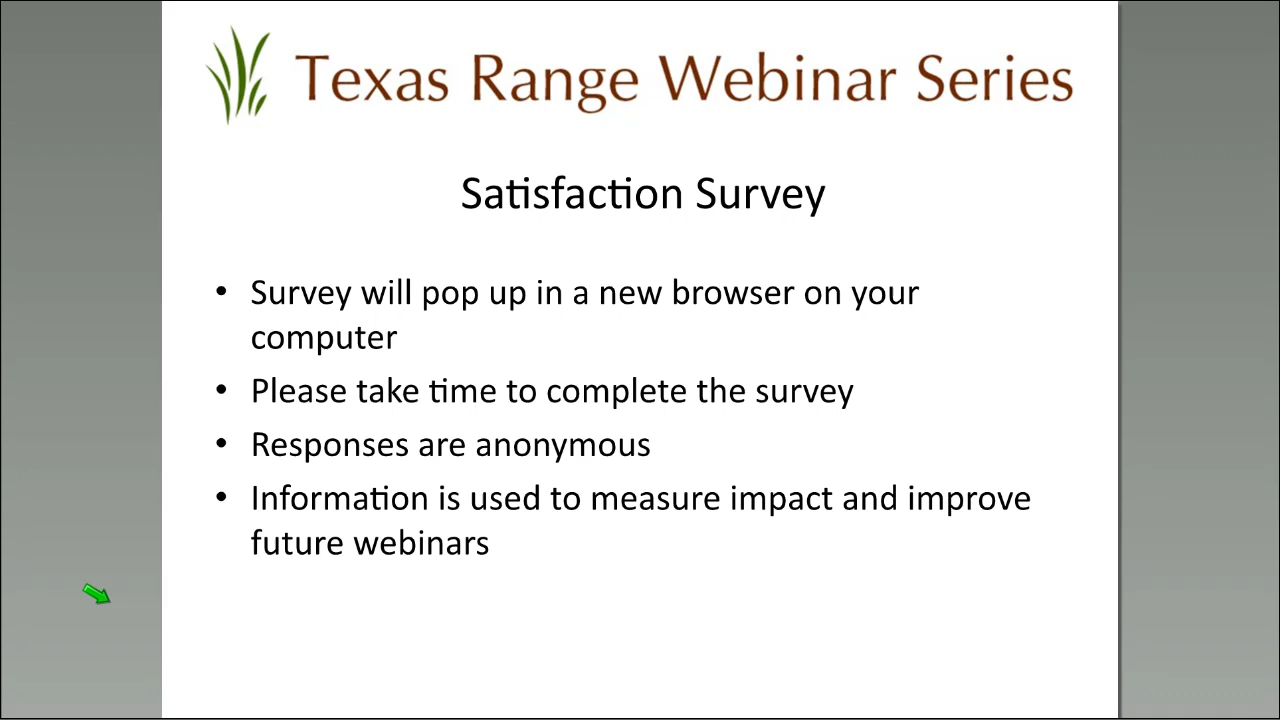 Texas Range Webinar Series
Satisfaction Survey
• Survey will pop up in a new browser on your
computer
• Please take time to complete the survey
• Responses are anonymous
• Information is used to measure impact and improve
future webinars